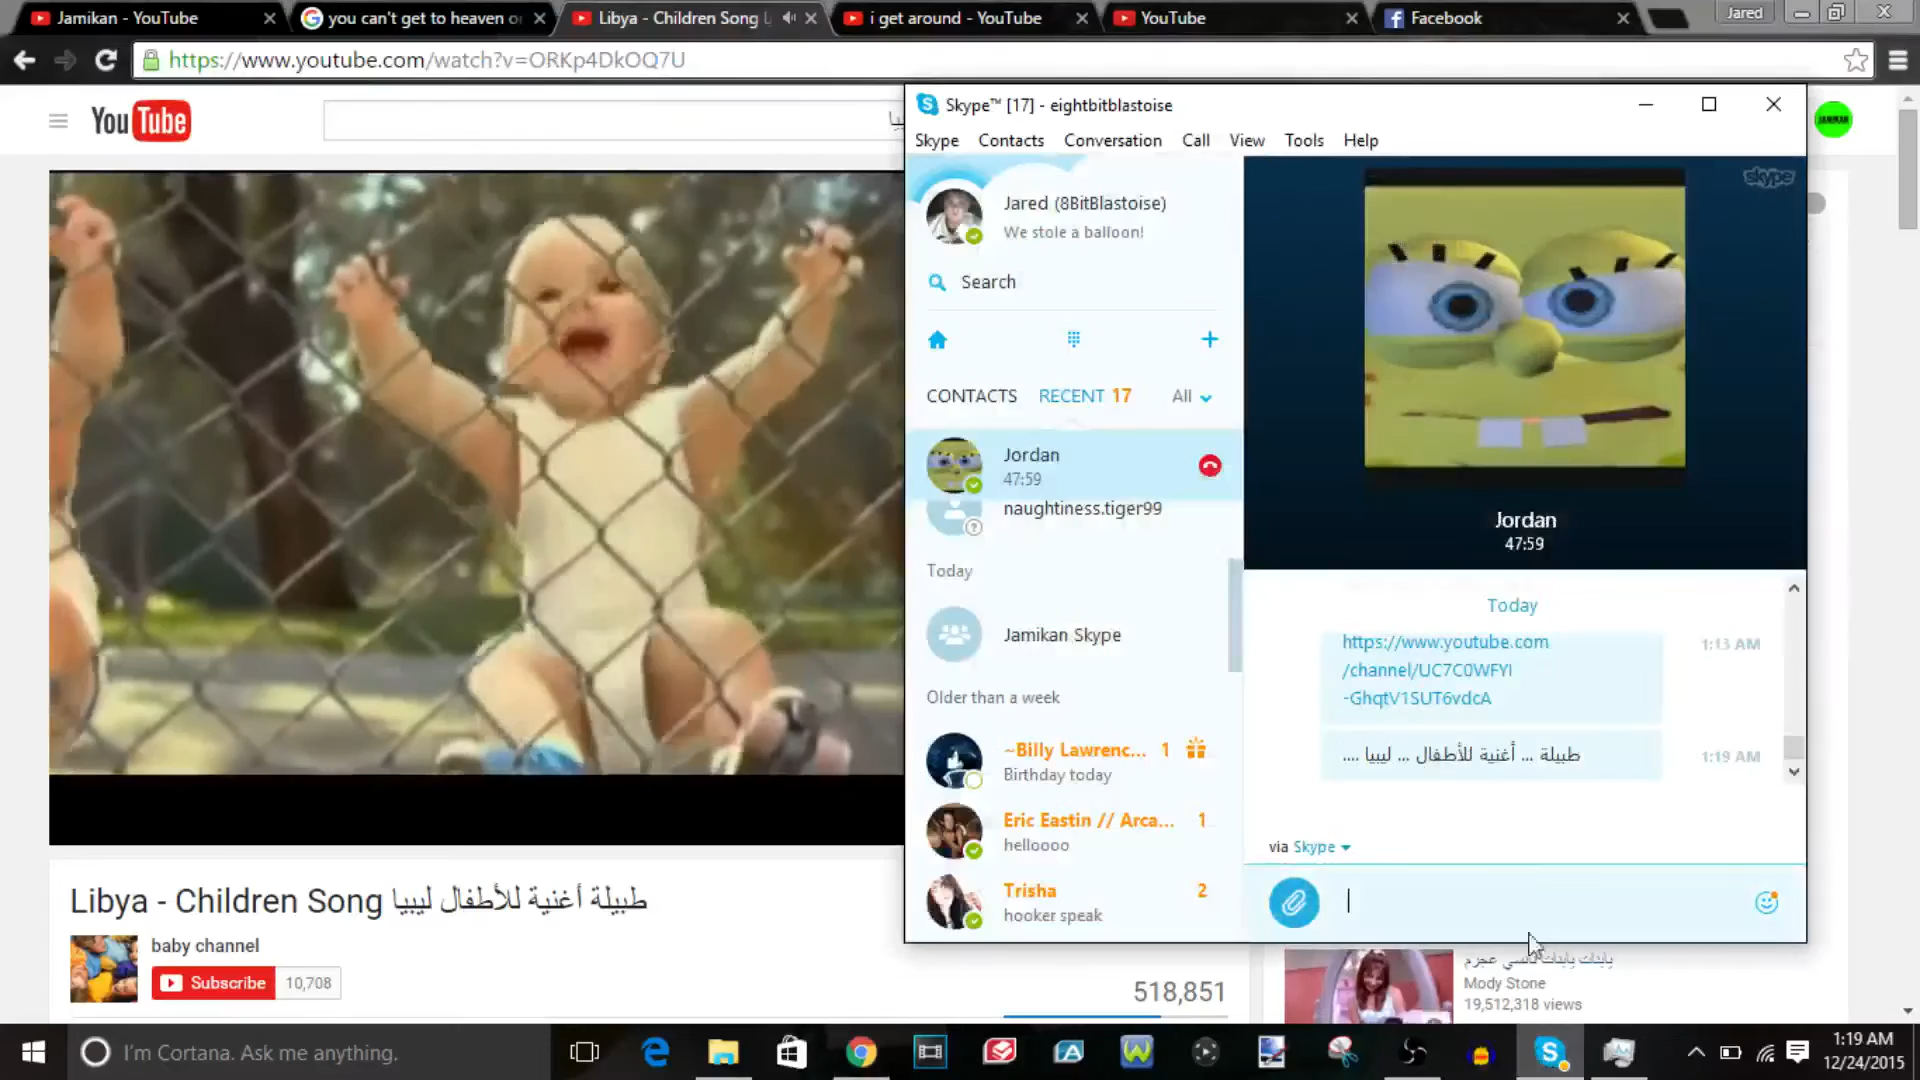 Jamikan - YouTube
you can't get to heaven o
Libya - Children Song L
i get around - YouTube
YouTube
Facebook
Jared
https://www.youtube.com/watch?v=ORKp4DkOQ7U
YouTube
JAMIKAN
Skype™ [17] - eightbitblastoise
Skype Contacts Conversation Call View Tools Help
Jared (8BitBlastoise)
We stole a balloon!
Search
CONTACTS RECENT 17 All
Jordan
47:59
naughtiness.tiger99
Today
Jamikan Skype
Older than a week
~Billy Lawrenc... 1
Birthday today
Eric Eastin // Arca... 1
helloooo
Trisha 2
hooker speak
skype
Jordan
47:59
Today
https://www.youtube.com
/channel/UC7C0WFYI
-GhqtV1SUT6vdcA
1:13 AM
طبيلة ... أغنية للأطفال ... ليبيا ....
1:19 AM
via Skype
Libya - Children Song طبيلة أغنية للأطفال ليبيا
baby channel
Subscribe 10,708
518,851
Mody Stone
19,512,318 views
I'm Cortana. Ask me anything.
1:19 AM
12/24/2015